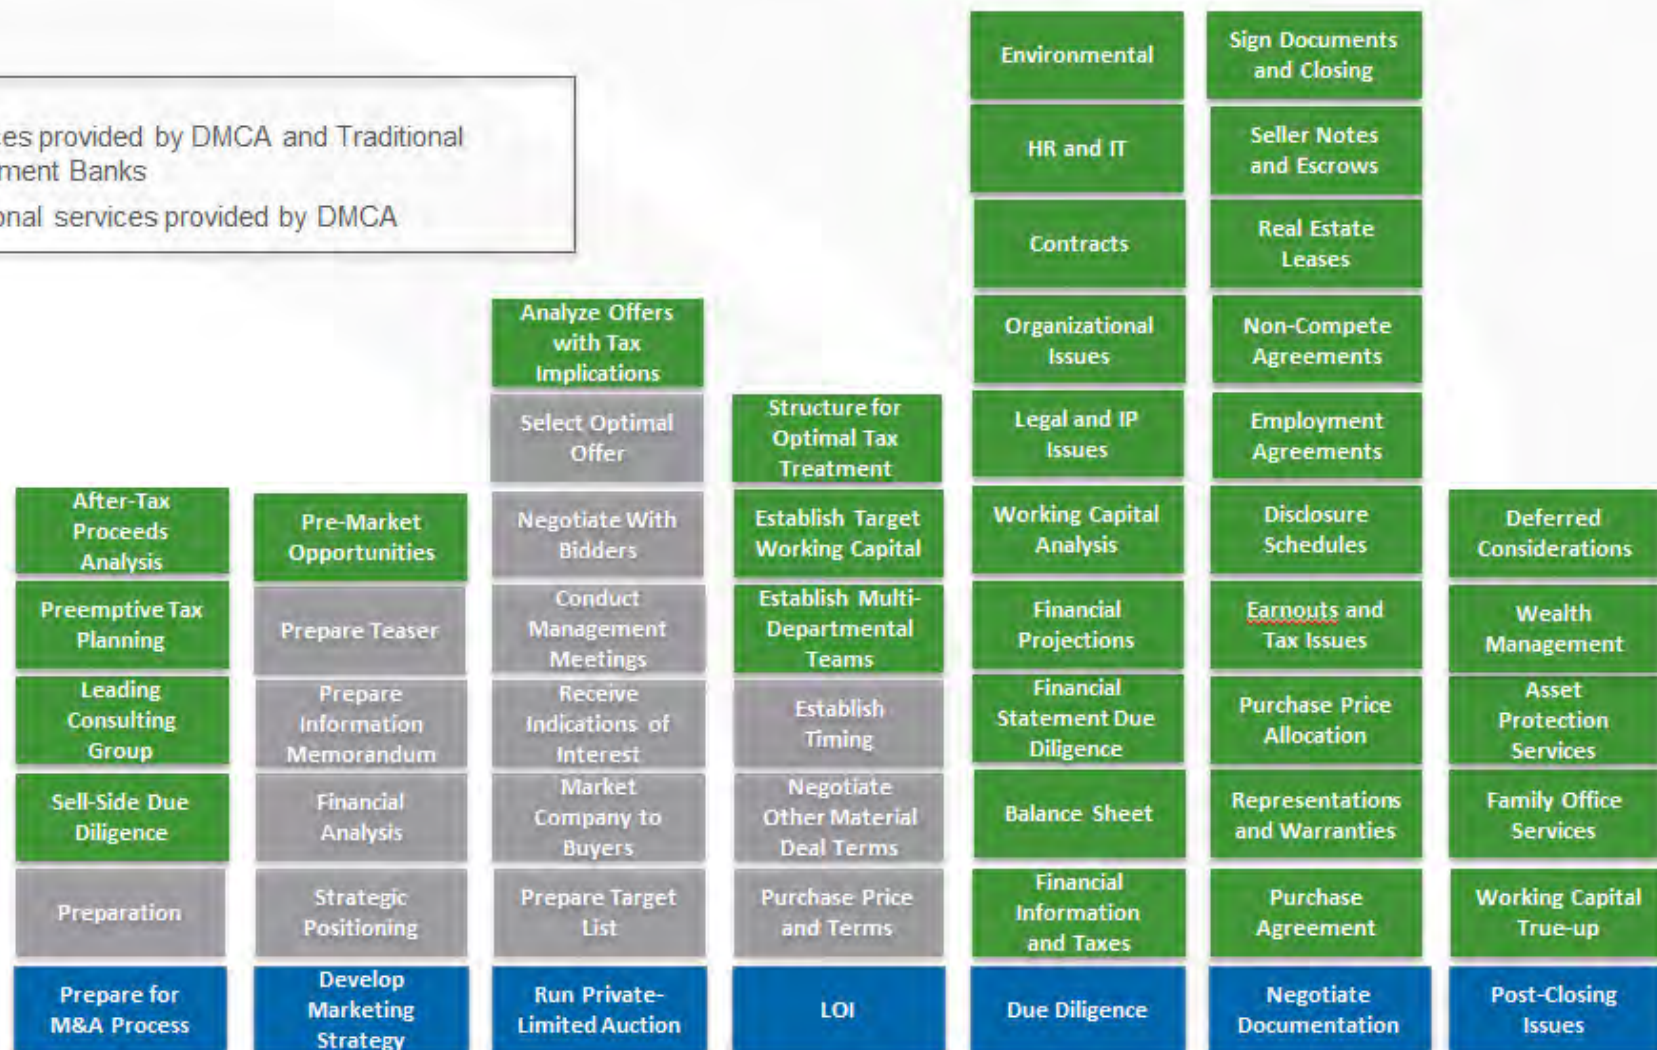 provided by DMCA and Traditional
Banks
services provided by DMCA
Environmental
Sign Documents
and Closing
HR and IT
Seller Notes
and Escrows
Contracts
Real Estate
Leases
Analyze Offers
with Tax
Implications
Organizational
Issues
Non-Compete
Agreements
Select Optimal
Offer
Structure for
Optimal Tax
Treatment
Legal and IP
Issues
Employment
Agreements
After-Tax
Proceeds
Analysis
Pre-Market
Opportunities
Negotiate With
Bidders
Establish Target
Working Capital
Working Capital
Analysis
Disclosure
Schedules
Deferred
Considerations
Preemptive Tax
Planning
Prepare Teaser
Conduct
Management
Meetings
Establish Multi-
Departmental
Teams
Financial
Projections
Earnouts and
Tax Issues
Wealth
Management
Leading
Consulting
Group
Prepare
Information
Memorandum
Receive
Indications of
Interest
Establish
Timing
Financial
Statement Due
Diligence
Purchase Price
Allocation
Asset
Protection
Services
Sell-Side Due
Diligence
Financial
Analysis
Market
Company to
Buyers
Negotiate
Other Material
Deal Terms
Balance Sheet
Representations
and Warranties
Family Office
Services
Preparation
Strategic
Positioning
Prepare Target
List
Purchase Price
and Terms
Financial
Information
and Taxes
Purchase
Agreement
Working Capital
True-up
Prepare for
M&A Process
Develop
Marketing
Strategy
Run Private-
Limited Auction
LOI
Due Diligence
Negotiate
Documentation
Post-Closing
Issues